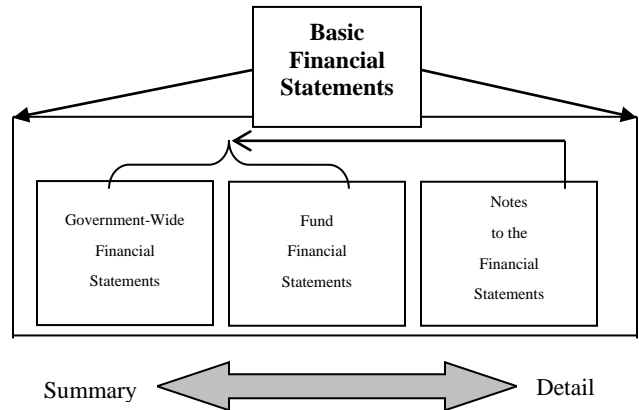 Basic
Financial
Statements
Government-Wide
Financial
Statements
Fund
Financial
Statements
Notes
to the
Financial
Statements
Summary
Detail